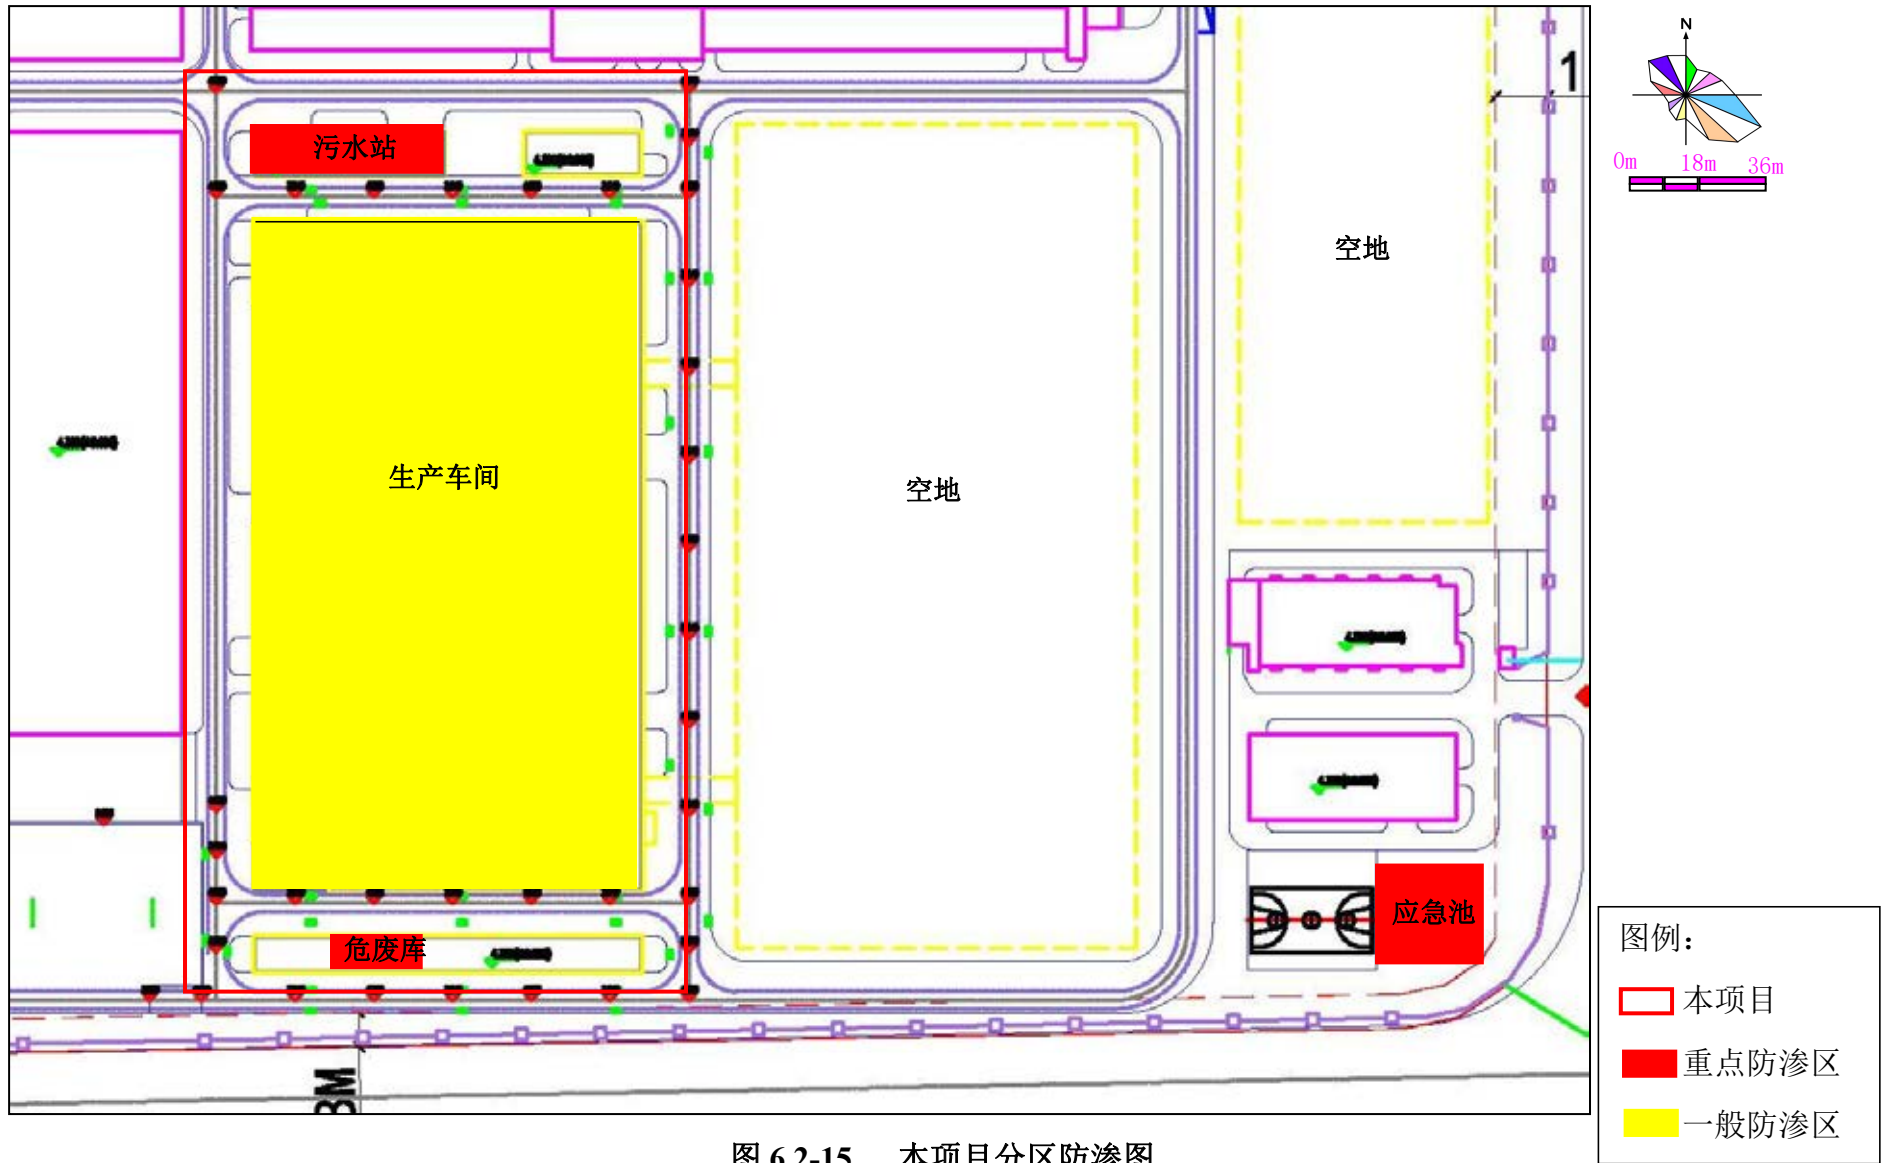 N
1
0m 18m 36m
污水站
空地
生产车间
空地
应急池
危废库
图例：
本项目
重点防渗区
一般防渗区
8M
图 6.2-15 本项目分区防渗图